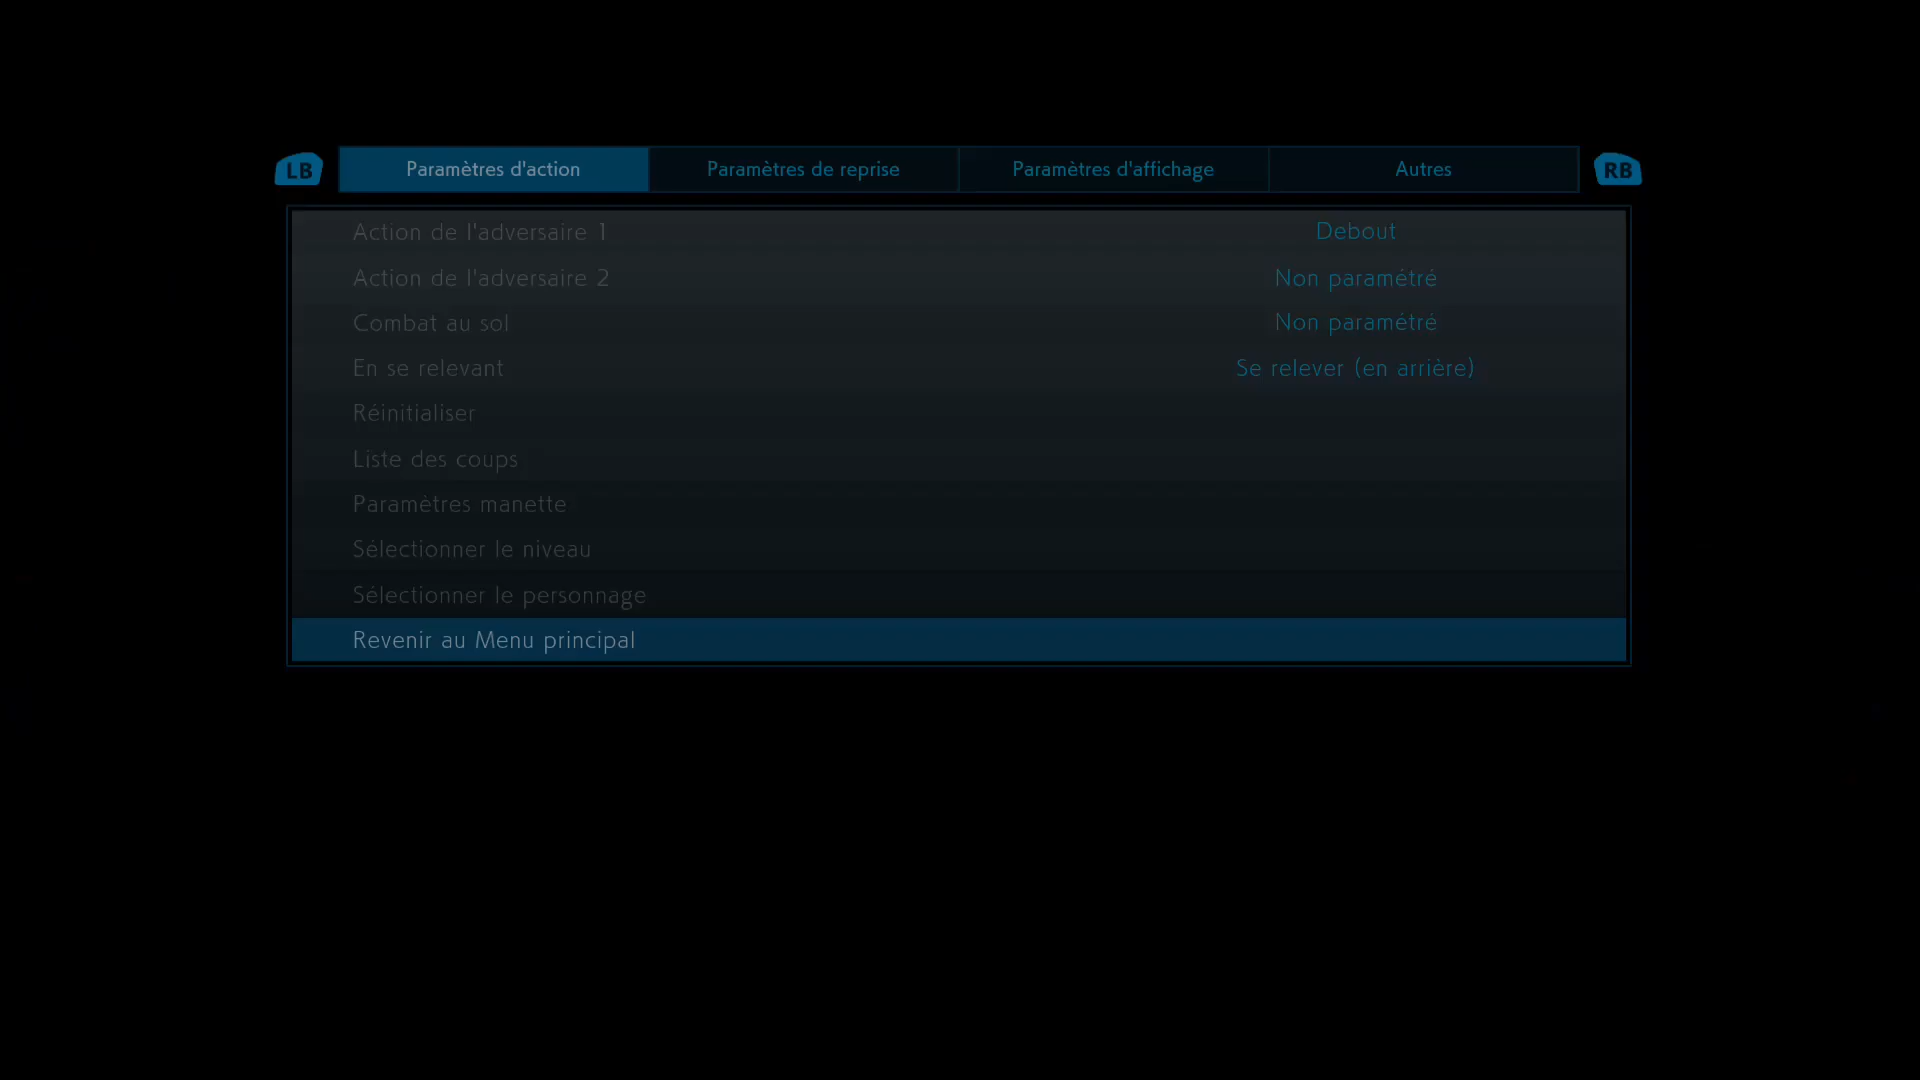 LB Paramètres d'action Paramètres de reprise Paramètres d'affichage Autres RB
Action de l'adversaire 1 Debout
Action de l'adversaire 2 Non paramétré
Combat au sol Non paramétré
En se relevant Se relever (en arrière)
Réinitialiser
Liste des coups
Paramètres manette
Sélectionner le niveau
Sélectionner le personnage
Revenir au Menu principal